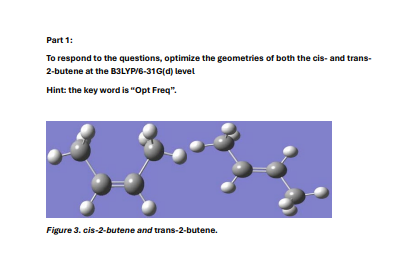 Part 1:
To respond to the questions, optimize the geometries of both the cis- and trans-
2-butene at the B3LYP/6-31G(d) level
Hint: the key word is “Opt Freq”.
Figure 3. cis-2-butene and trans-2-butene.